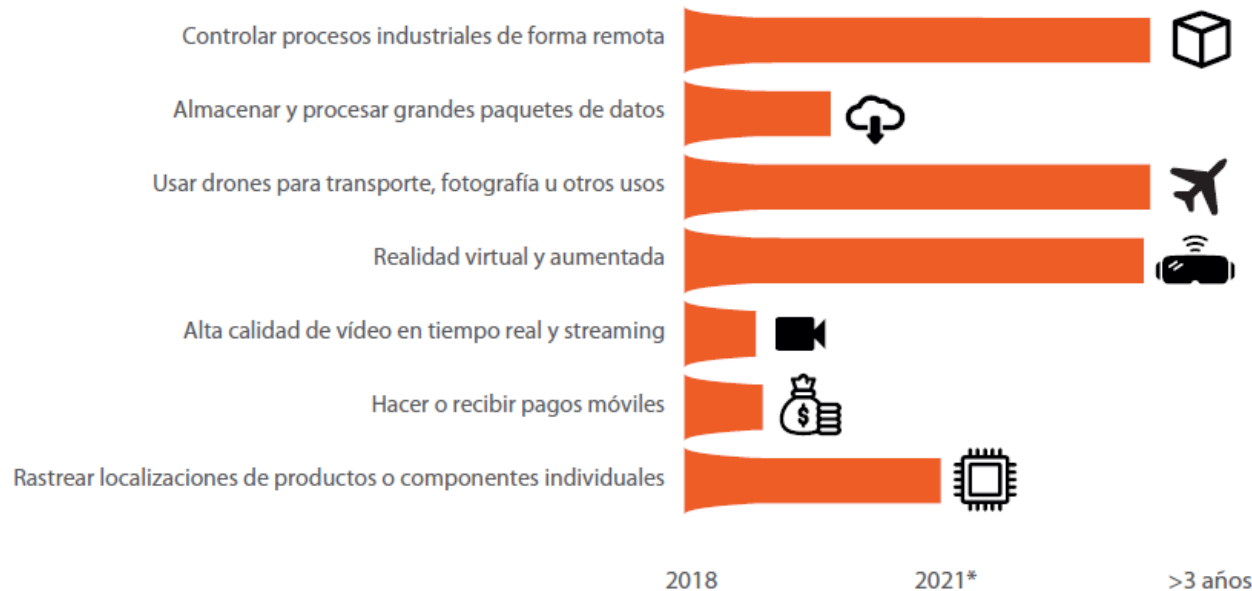 Controlar procesos industriales de forma remota
Almacenar y procesar grandes paquetes de datos
Usar drones para transporte, fotografía u otros usos
Realidad virtual y aumentada
Alta calidad de vídeo en tiempo real y streaming
Hacer o recibir pagos móviles
$
Rastrear localizaciones de productos o componentes individuales
2018 2021* >3 años